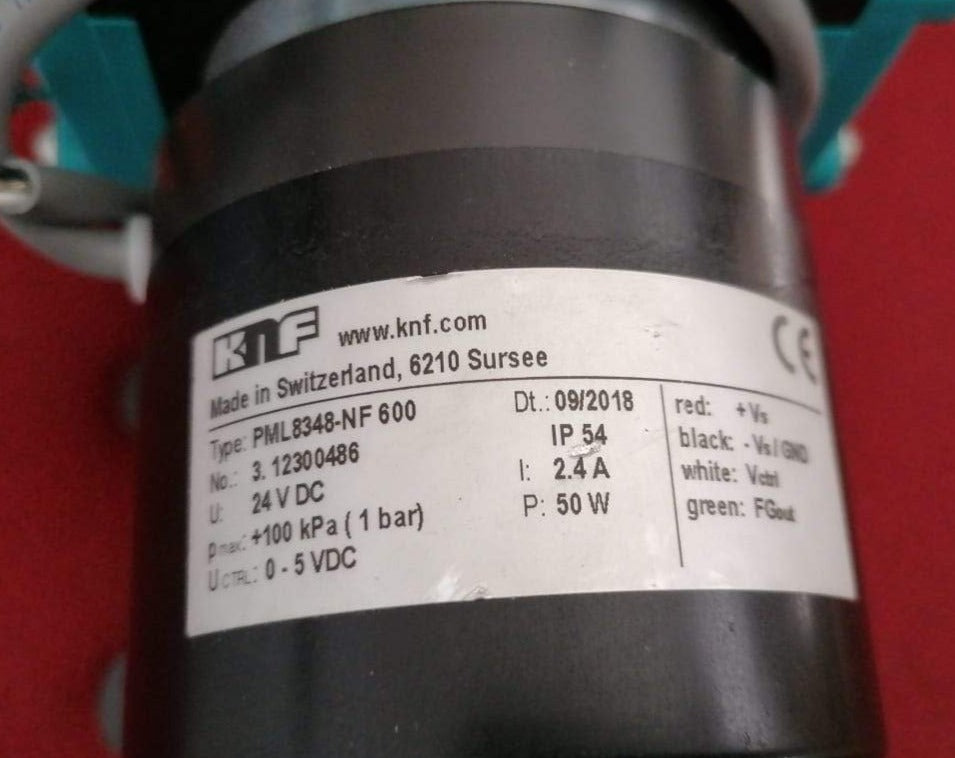 KNF www.knf.com
CE
Made in Switzerland, 6210 Sursee
Type: PML8348-NF 600
No.: 3. 12300486
U: 24 V DC
pmax: +100 kPa ( 1 bar)
UCTRL: 0 - 5 VDC
Dt.: 09/2018
IP 54
I: 2.4 A
P: 50 W
red: +Vs
black: -Vs / GND
white: Vctrl
green: FGout